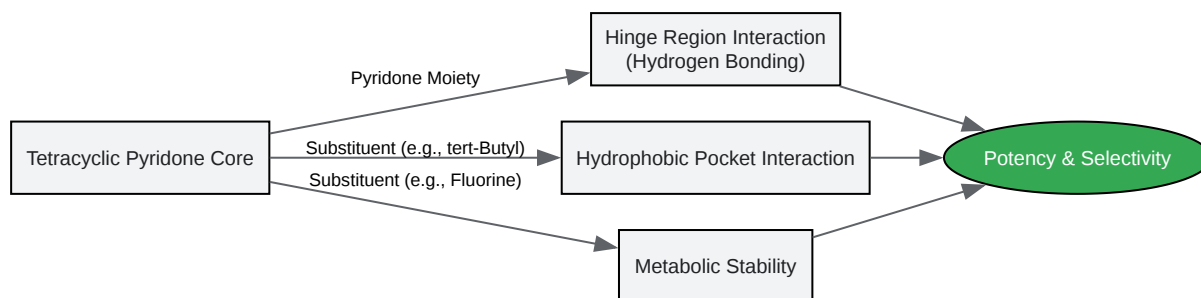 Hinge Region Interaction
(Hydrogen Bonding)
Pyridone Moiety
Tetracyclic Pyridone Core
Substituent (e.g., tert-Butyl)
Hydrophobic Pocket Interaction
Potency & Selectivity
Substituent (e.g., Fluorine)
Metabolic Stability